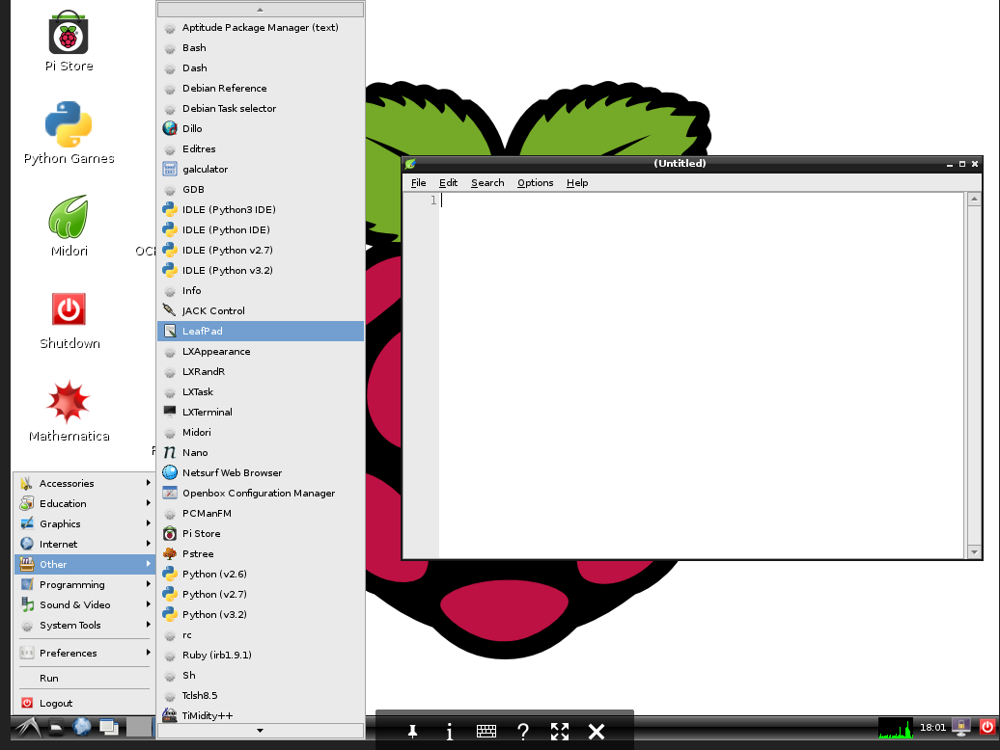 Pi Store
Python Games
Midori
OCR
Shutdown
Mathematica
Aptitude Package Manager (text)
Bash
Dash
Debian Reference
Debian Task selector
Dillo
Editres
galculator
GDB
IDLE (Python3 IDE)
IDLE (Python IDE)
IDLE (Python v2.7)
IDLE (Python v3.2)
Info
JACK Control
LeafPad
LXAppearance
LXRandR
LXTask
LXTerminal
Midori
Nano
Netsurf Web Browser
Openbox Configuration Manager
PCManFM
Pi Store
Pstree
Python (v2.6)
Python (v2.7)
Python (v3.2)
rc
Ruby (irb1.9.1)
Sh
Tclsh8.5
TiMidity++
(Untitled)
File Edit Search Options Help
1
Accessories
Education
Graphics
Internet
Other
Programming
Sound & Video
System Tools
Preferences
Run
Logout
18:01